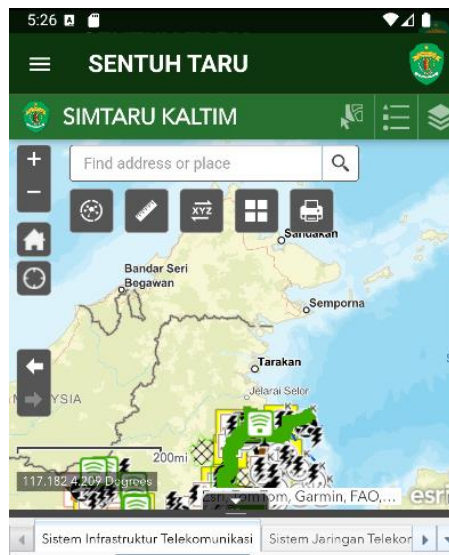 5:26
SENTUH TARU
SIMTARU KALTIM
+
Find address or place
−
XYZ
Sandakan
Bandar Seri
Begawan
Semporna
Tarakan
YSIA
Jelarai Selor
200mi
117.182 4.209 Degrees
Esri, TomTom, Garmin, FAO,... esri
Sistem Infrastruktur Telekomunikasi
Sistem Jaringan Telekor